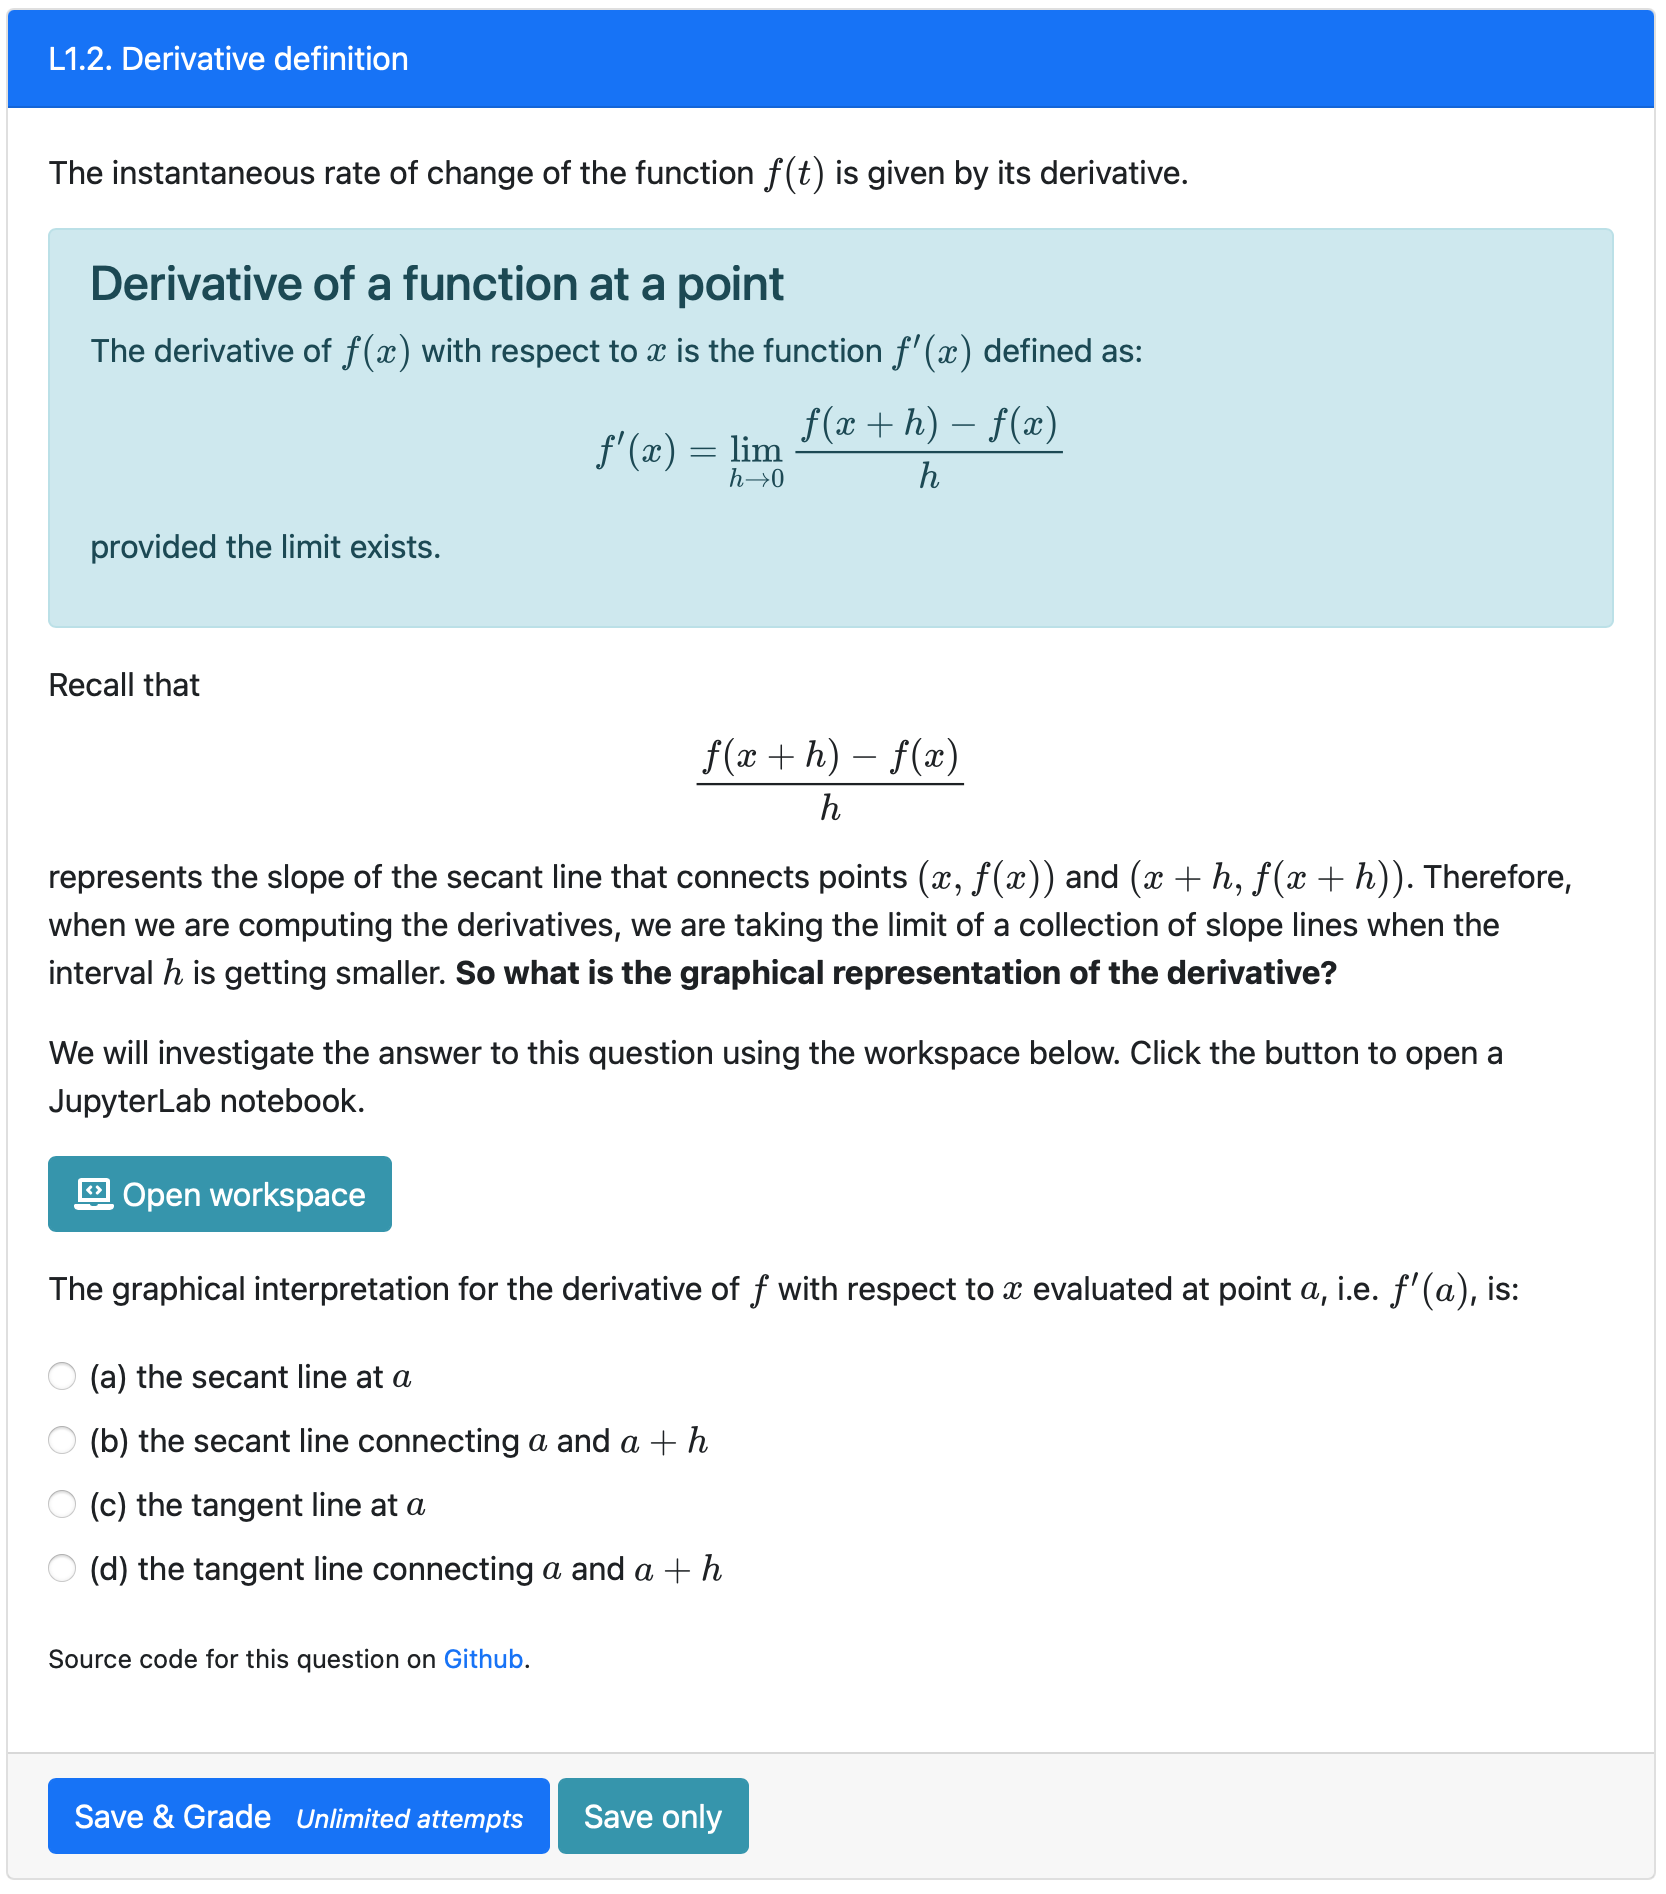 L1.2. Derivative definition
The instantaneous rate of change of the function f(t) is given by its derivative.
Derivative of a function at a point
The derivative of f(x) with respect to x is the function f′(x) defined as:
f′(x) = lim_{h→0} \frac{f(x + h) − f(x)}{h}
provided the limit exists.
Recall that
\frac{f(x + h) − f(x)}{h}
represents the slope of the secant line that connects points (x, f(x)) and (x + h, f(x + h)). Therefore,
when we are computing the derivatives, we are taking the limit of a collection of slope lines when the
interval h is getting smaller. So what is the graphical representation of the derivative?
We will investigate the answer to this question using the workspace below. Click the button to open a
JupyterLab notebook.
Open workspace
The graphical interpretation for the derivative of f with respect to x evaluated at point a, i.e. f′(a), is:
(a) the secant line at a
(b) the secant line connecting a and a + h
(c) the tangent line at a
(d) the tangent line connecting a and a + h
Source code for this question on Github.
Save & Grade Unlimited attempts Save only